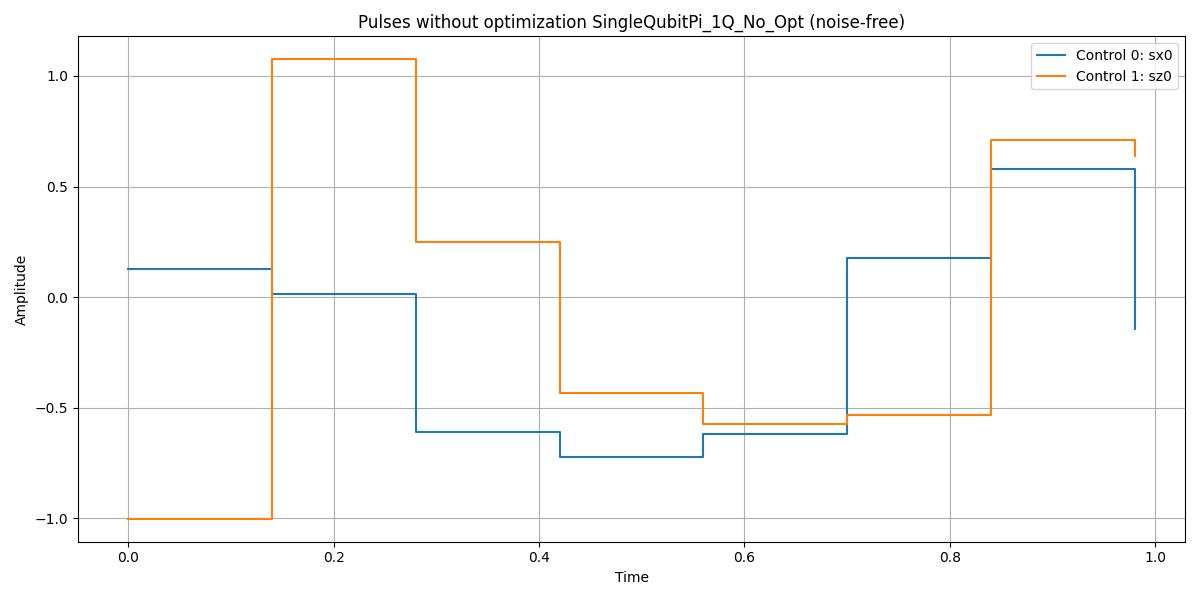 Pulses without optimization SingleQubitPi_1Q_No_Opt (noise-free)
Control 0: sx0
Control 1: sz0
Amplitude
1.0
0.5
0.0
−0.5
−1.0
0.0 0.2 0.4 0.6 0.8 1.0
Time